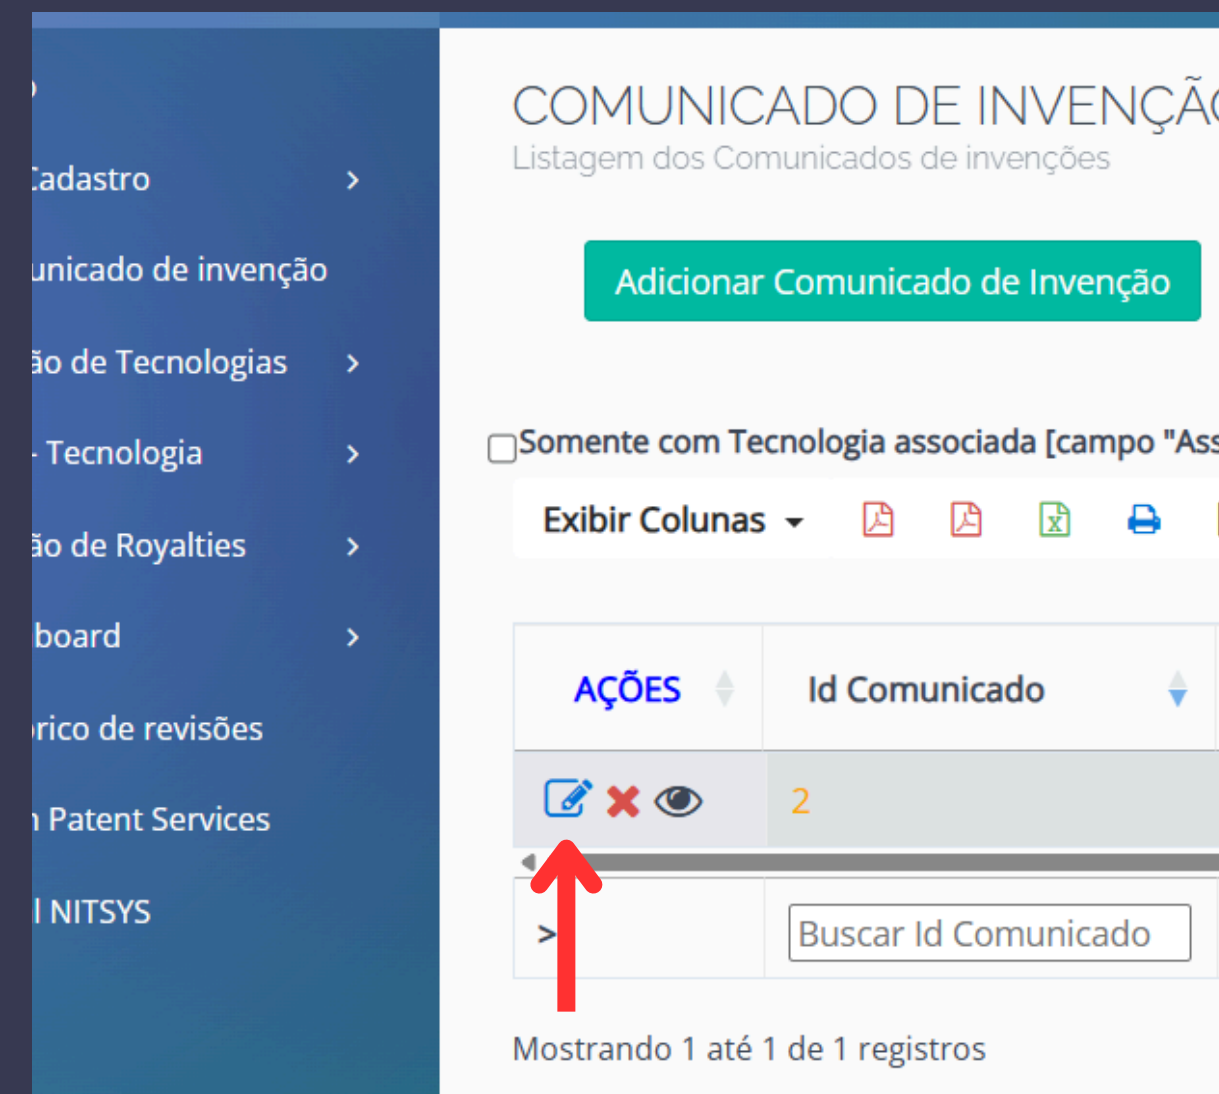 COMUNICADO DE INVENÇÃO
Listagem dos Comunicados de invenções
Cadastro
unicado de invenção
ão de Tecnologias
- Tecnologia
ão de Royalties
board
rico de revisões
Patent Services
NITSYS
Adicionar Comunicado de Invenção
Somente com Tecnologia associada [campo "Ass
Exibir Colunas
AÇÕES
Id Comunicado
2
>
Buscar Id Comunicado
Mostrando 1 até 1 de 1 registros